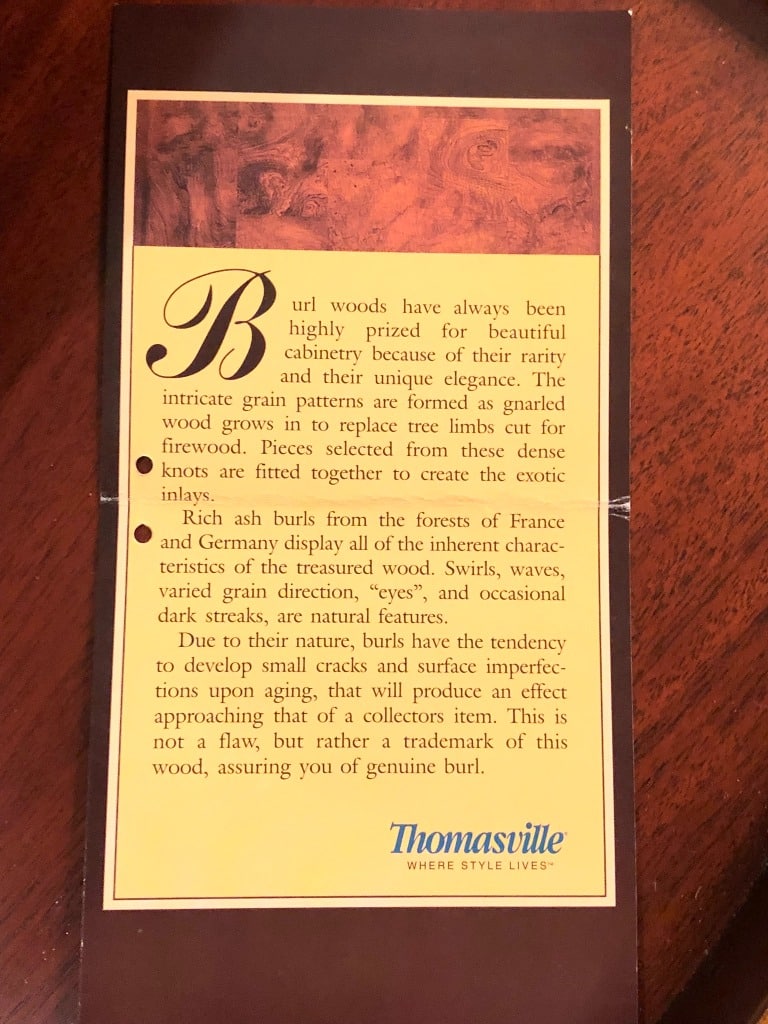 Burl woods have always been
highly prized for beautiful
cabinetry because of their rarity
and their unique elegance. The
intricate grain patterns are formed as gnarled
wood grows in to replace tree limbs cut for
firewood. Pieces selected from these dense
knots are fitted together to create the exotic
inlays.
Rich ash burls from the forests of France
and Germany display all of the inherent charac-
teristics of the treasured wood. Swirls, waves,
varied grain direction, “eyes”, and occasional
dark streaks, are natural features.
Due to their nature, burls have the tendency
to develop small cracks and surface imperfec-
tions upon aging, that will produce an effect
approaching that of a collectors item. This is
not a flaw, but rather a trademark of this
wood, assuring you of genuine burl.
Thomasville®
WHERE STYLE LIVES™